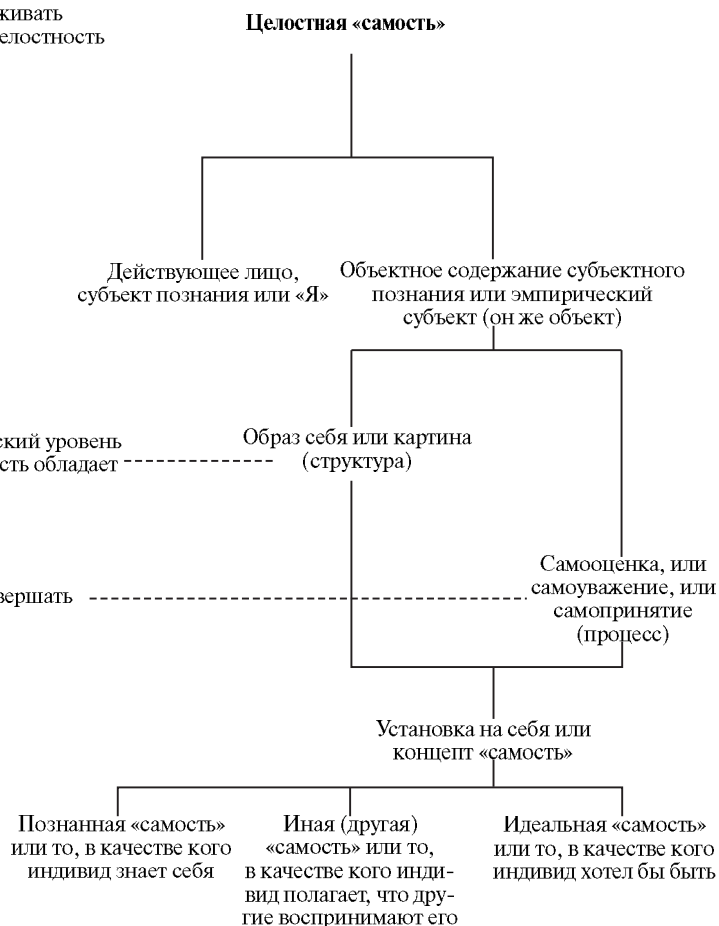 живать
елостность
Целостная «самость»
Действующее лицо,
субъект познания или «Я»
Объектное содержание субъектного
познания или эмпирический
субъект (он же объект)
ский уровень
сть обладает
Образ себя или картина
(структура)
вершать
Самооценка, или
самоуважение, или
самопринятие
(процесс)
Установка на себя или
концепт «самость»
Познанная «самость»
или то, в качестве кого
индивид знает себя
Иная (другая)
«самость» или то,
в качестве кого инди-
вид полагает, что дру-
гие воспринимают его
Идеальная «самость»
или то, в качестве кого
индивид хотел бы быть